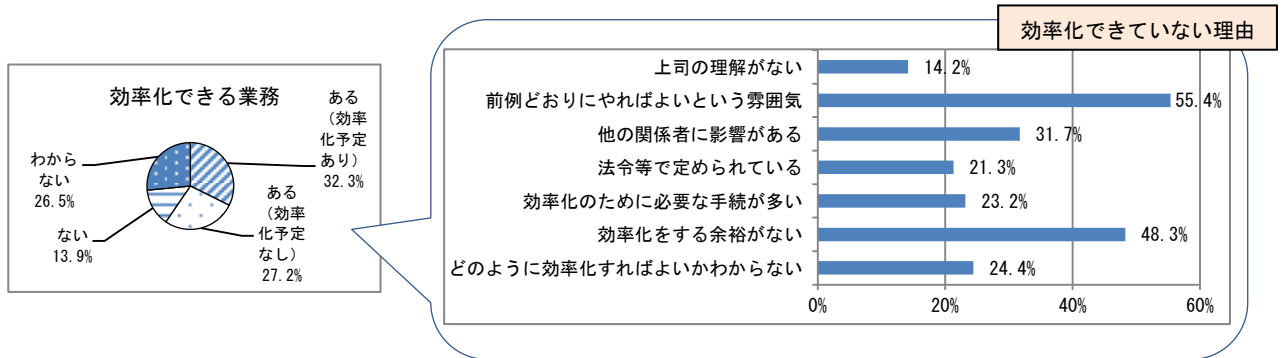 効率化できる業務
ある
（効率
化予定
あり）
32.3%
ある
（効率
化予定
なし）
27.2%
ない
13.9%
わから
ない
26.5%
効率化できていない理由
上司の理解がない
14.2%
前例どおりにやればよいという雰囲気
55.4%
他の関係者に影響がある
31.7%
法令等で定められている
21.3%
効率化のために必要な手続が多い
23.2%
効率化をする余裕がない
48.3%
どのように効率化すればよいかわからない
24.4%
0%
20%
40%
60%